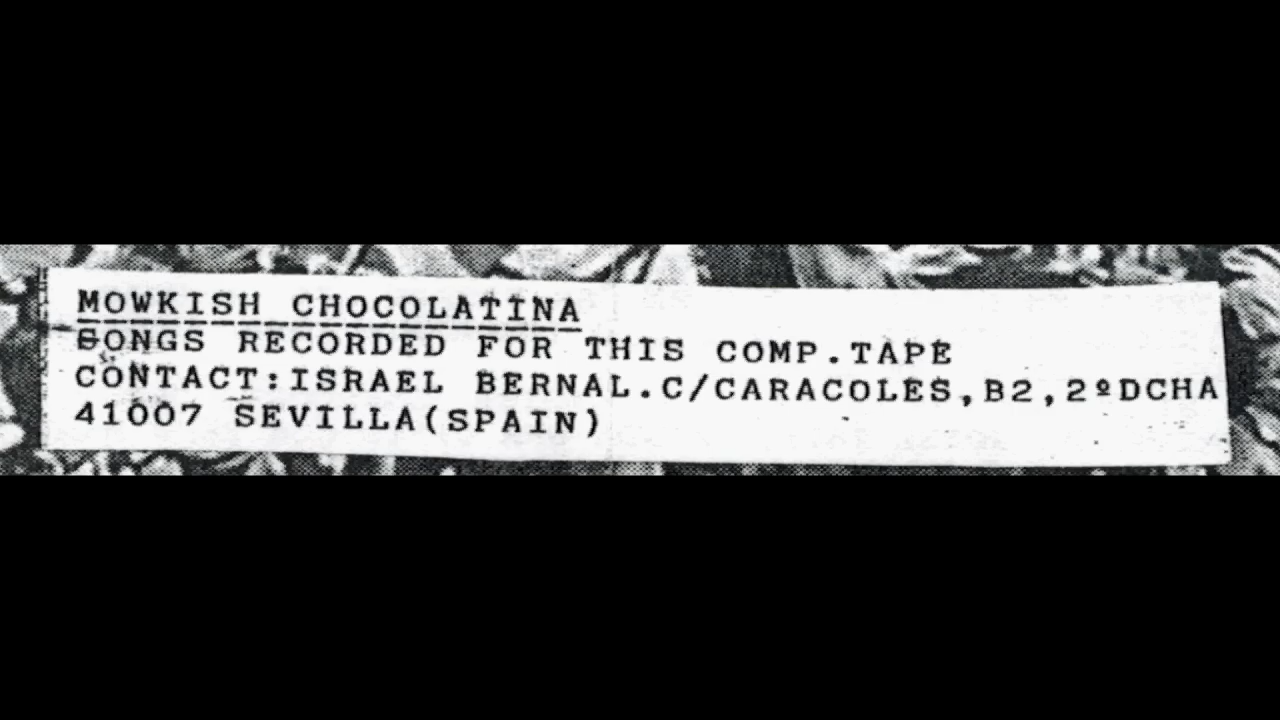 MOWKISH CHOCOLATINA
SONGS RECORDED FOR THIS COMP.TAPE
CONTACT:ISRAEL BERNAL.C/CARACOLES,B2,2ºDCHA
41007 SEVILLA(SPAIN)